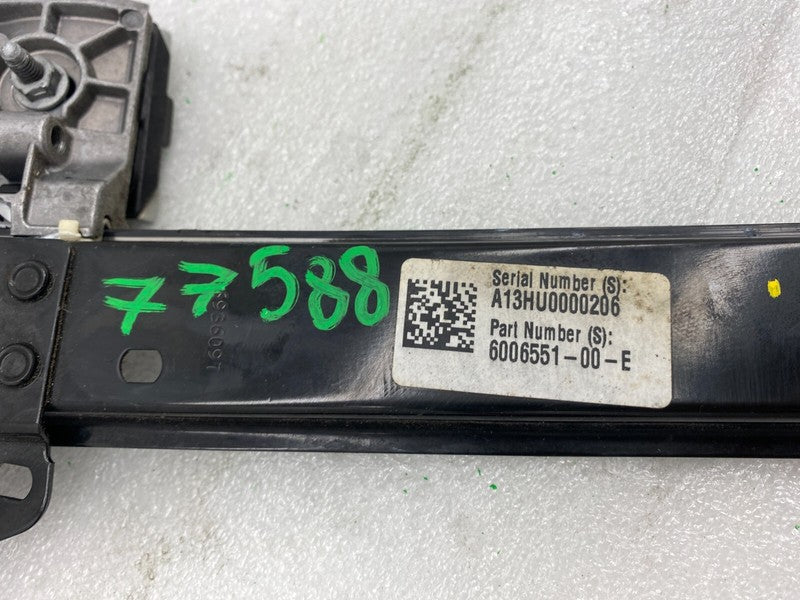 77588
Serial Number (S):
A13HU0000206
Part Number (S):
6006551-00-E